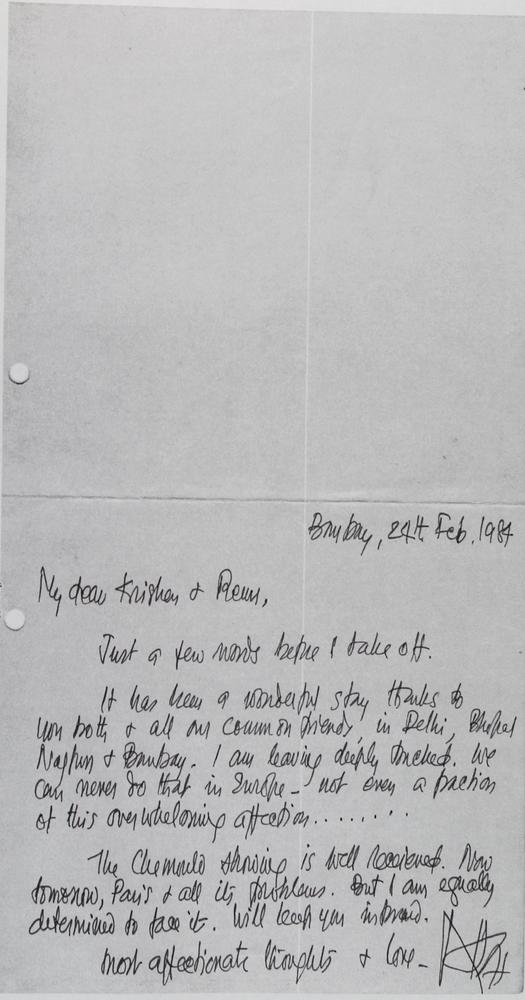 Bombay, 24th Feb. 1984
My dear Krishen & Renu,
Just a few words before I take off.
It has been a wonderful stay thanks to
you both & all our common friends, in Delhi, Bhopal
Nagpur & Bombay. I am leaving deeply touched. We
can never do that in Europe - not even a fraction
of this overwhelming affection........
The Chemould showing is well received. Now
tomorrow, Paris & all its problems. But I am equally
determined to face it. Will keep you informed.
most affectionate thoughts & love -